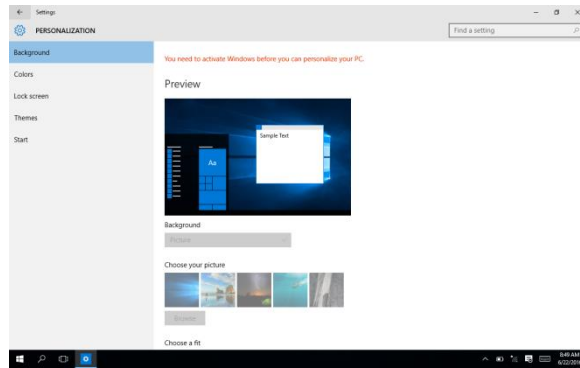 Settings
PERSONALIZATION
Find a setting
Background
Colors
Lock screen
Themes
Start
You need to activate Windows before you can personalize your PC.
Preview
Sample Text
Aa
Background
Picture
Choose your picture
Browse
Choose a fit
8:49 AM